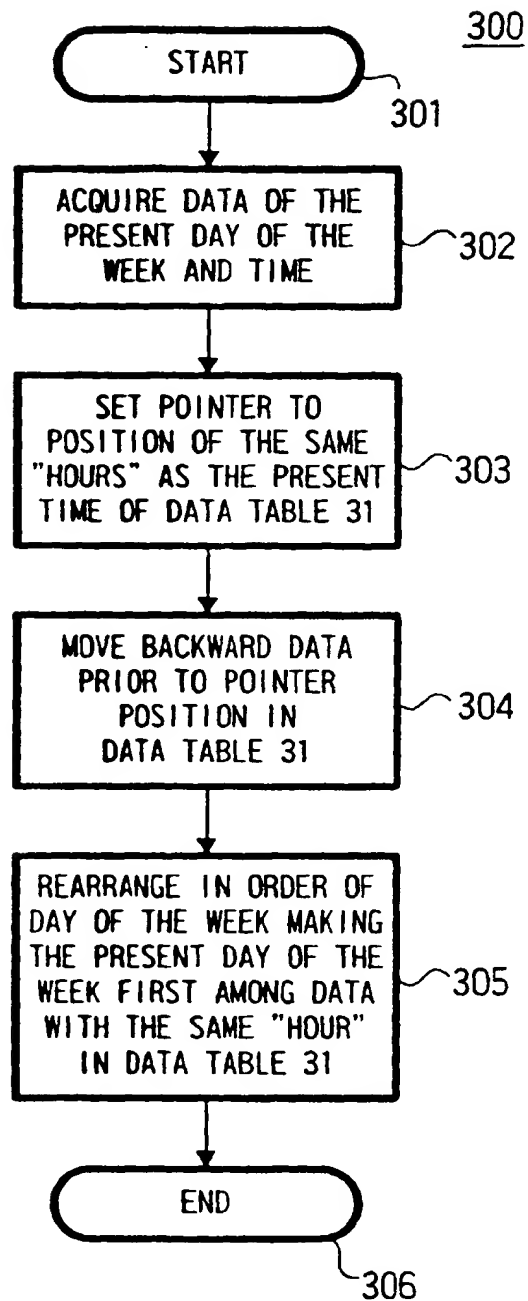 300
START
301
ACQUIRE DATA OF THE
PRESENT DAY OF THE
WEEK AND TIME
302
SET POINTER TO
POSITION OF THE SAME
"HOURS" AS THE PRESENT
TIME OF DATA TABLE 31
303
MOVE BACKWARD DATA
PRIOR TO POINTER
POSITION IN
DATA TABLE 31
304
REARRANGE IN ORDER OF
DAY OF THE WEEK MAKING
THE PRESENT DAY OF THE
WEEK FIRST AMONG DATA
WITH THE SAME "HOUR"
IN DATA TABLE 31
305
END
306